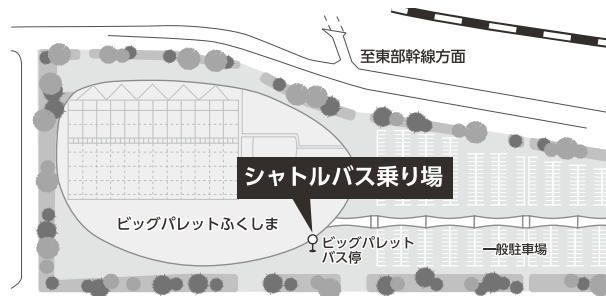 至東部幹線方面
シャトルバス乗り場
ビッグパレットふくしま
ビッグパレット
バス停
一般駐車場